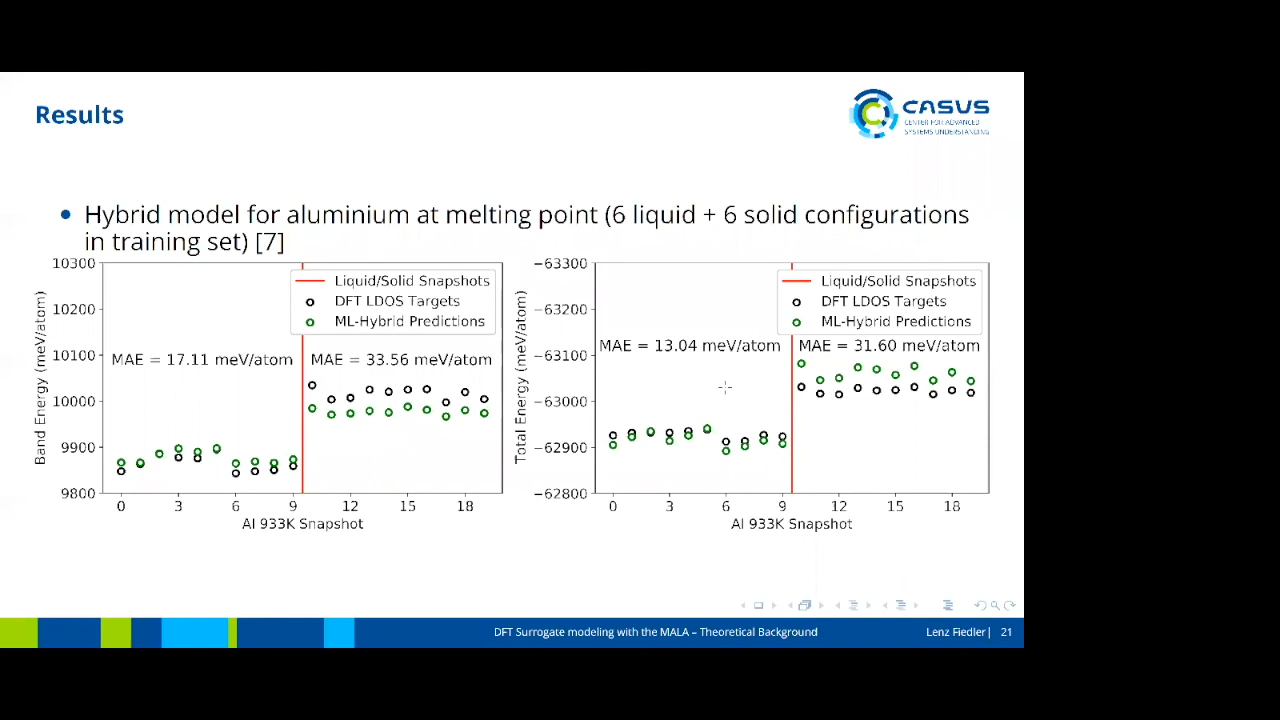 Results
CASUS
CENTER FOR ADVANCED
SYSTEMS UNDERSTANDING
Hybrid model for aluminium at melting point (6 liquid + 6 solid configurations
in training set) [7]
10300
10200
10100
10000
9900
9800
Band Energy (meV/atom)
Liquid/Solid Snapshots
DFT LDOS Targets
ML-Hybrid Predictions
MAE = 17.11 meV/atom
MAE = 33.56 meV/atom
0 3 6 9 12 15 18
Al 933K Snapshot
−63300
−63200
−63100
−63000
−62900
−62800
Total Energy (meV/atom)
Liquid/Solid Snapshots
DFT LDOS Targets
ML-Hybrid Predictions
MAE = 13.04 meV/atom
MAE = 31.60 meV/atom
0 3 6 9 12 15 18
Al 933K Snapshot
DFT Surrogate modeling with the MALA – Theoretical Background
Lenz Fiedler| 21